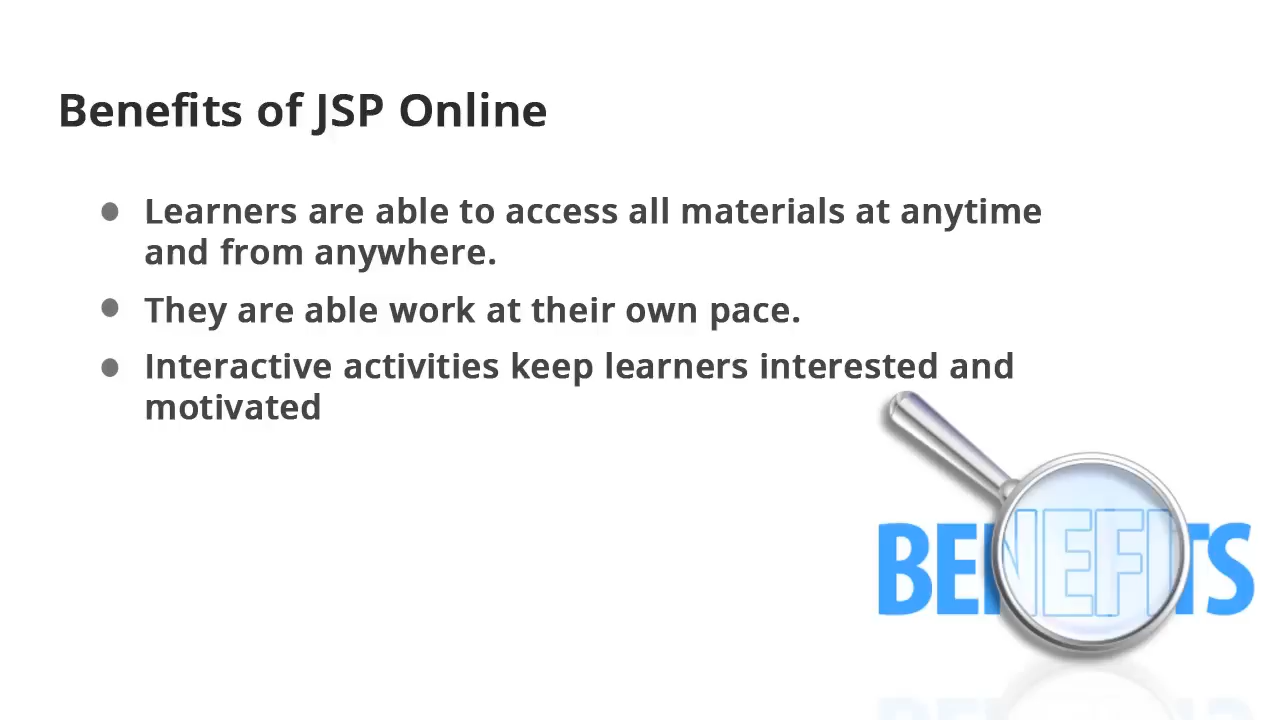 Benefits of JSP Online
Learners are able to access all materials at anytime
and from anywhere.
They are able work at their own pace.
Interactive activities keep learners interested and
motivated
BENEFITS